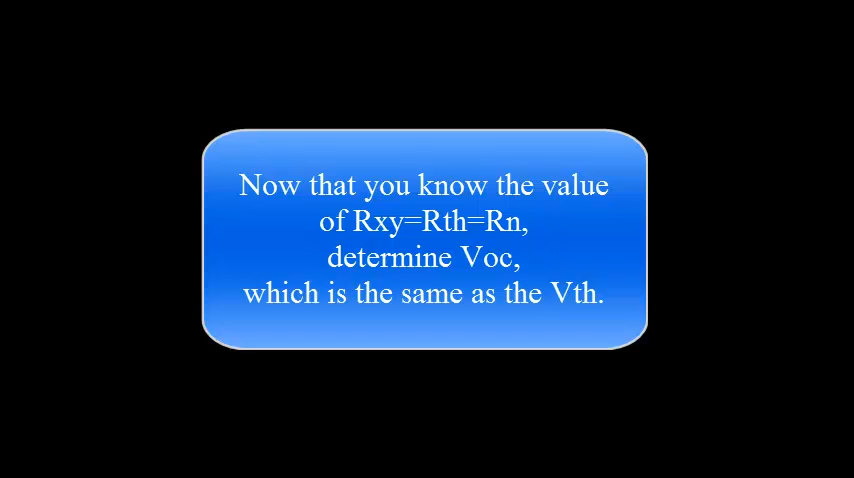 Now that you know the value
of Rxy=Rth=Rn,
determine Voc,
which is the same as the Vth.